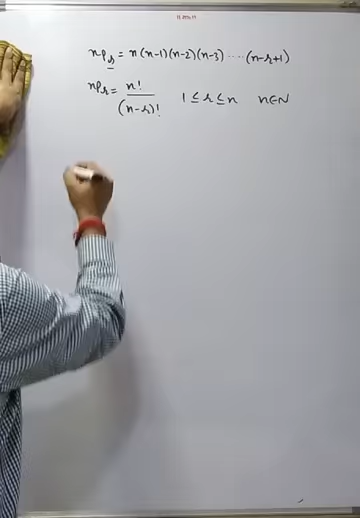 nPr = n(n-1)(n-2)(n-3) ····· (n-r+1)
nPr = n!/(n-r)! 1 ≤ r ≤ n n∈N